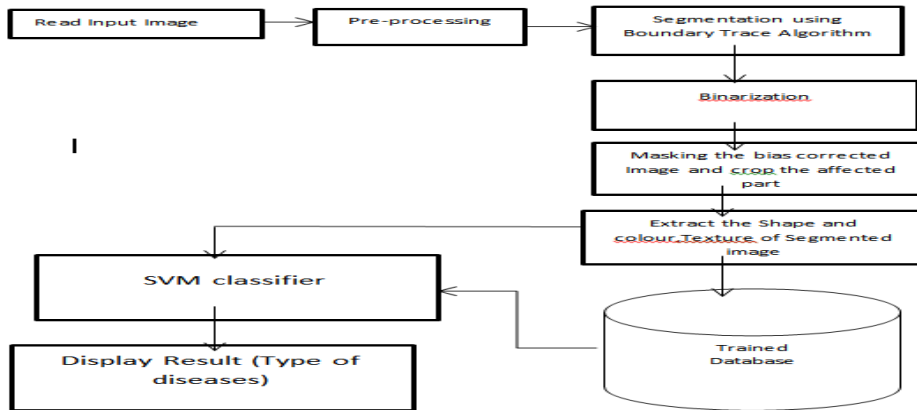 Read Input Image
Pre-processing
Segmentation using
Boundary Trace Algorithm
Binarization
Masking the bias corrected
Image and crop the affected
part
Extract the Shape and
colour,Texture of Segmented
image
SVM classifier
Trained
Database
Display Result (Type of
diseases)